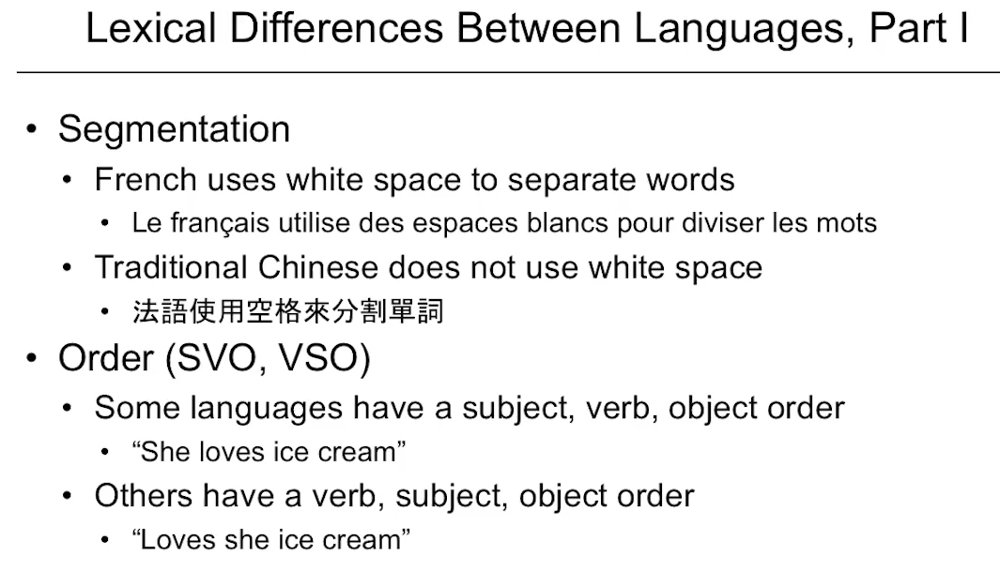 Lexical Differences Between Languages, Part I
• Segmentation
• French uses white space to separate words
• Le français utilise des espaces blancs pour diviser les mots
• Traditional Chinese does not use white space
• 法語使用空格來分割單詞
• Order (SVO, VSO)
• Some languages have a subject, verb, object order
• “She loves ice cream”
• Others have a verb, subject, object order
• “Loves she ice cream”